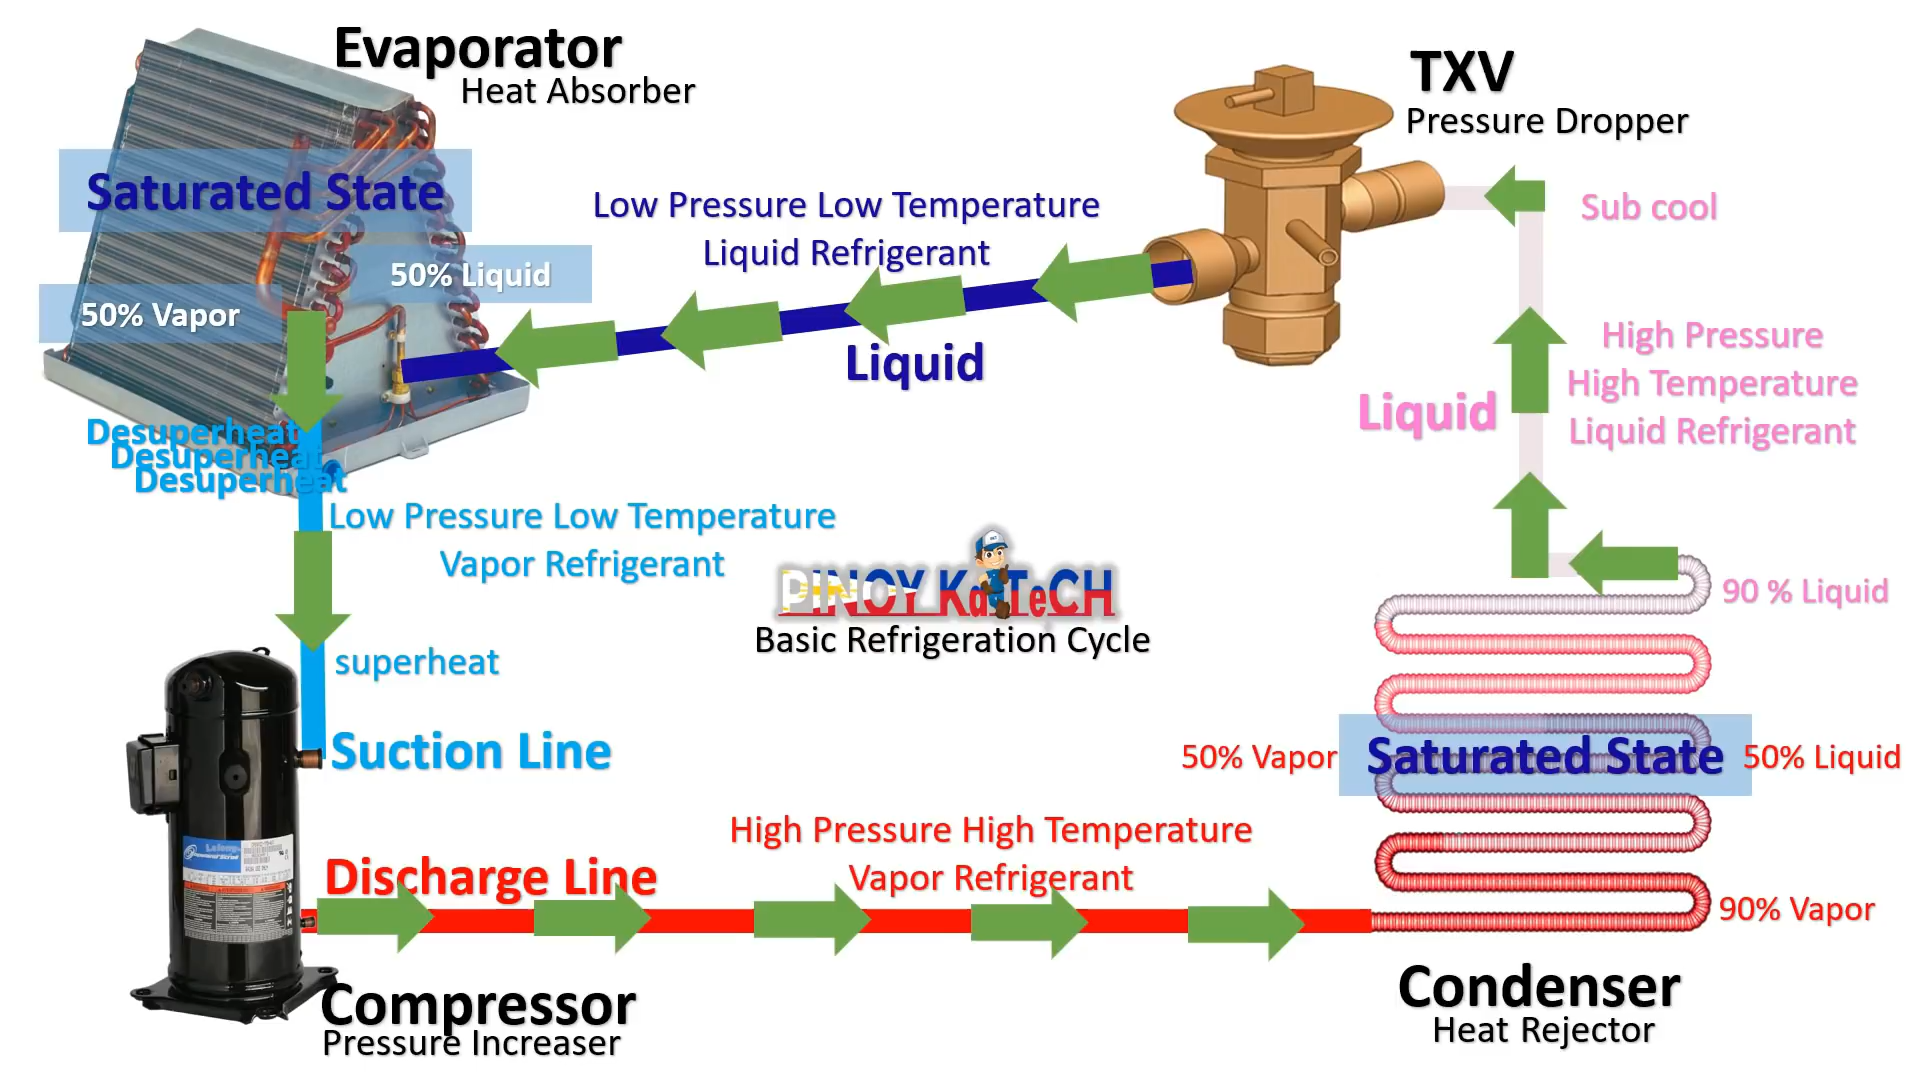 Evaporator
Heat Absorber
TXV
Pressure Dropper
Saturated State
Low Pressure Low Temperature
Liquid Refrigerant
Sub cool
50% Liquid
50% Vapor
Liquid
High Pressure
High Temperature
Liquid Refrigerant
Liquid
Desuperheat
Desuperheat
Desuperheat
Low Pressure Low Temperature
Vapor Refrigerant
PINOY KaTeCH
Basic Refrigeration Cycle
90 % Liquid
superheat
Suction Line
50% Vapor
Saturated State
50% Liquid
High Pressure High Temperature
Vapor Refrigerant
Discharge Line
90% Vapor
Compressor
Pressure Increaser
Condenser
Heat Rejector